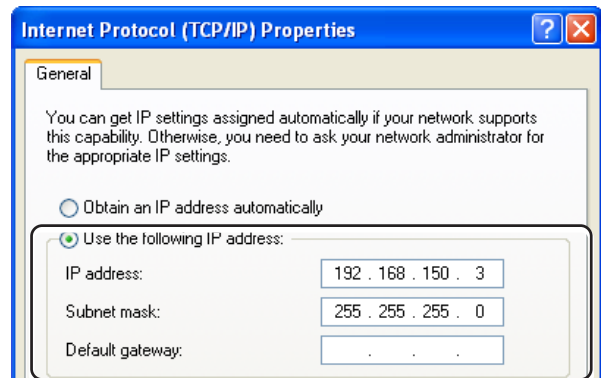 Internet Protocol (TCP/IP) Properties
General
You can get IP settings assigned automatically if your network supports
this capability. Otherwise, you need to ask your network administrator for
the appropriate IP settings.
Obtain an IP address automatically
Use the following IP address:
IP address: 192 . 168 . 150 . 3
Subnet mask: 255 . 255 . 255 . 0
Default gateway: . . .